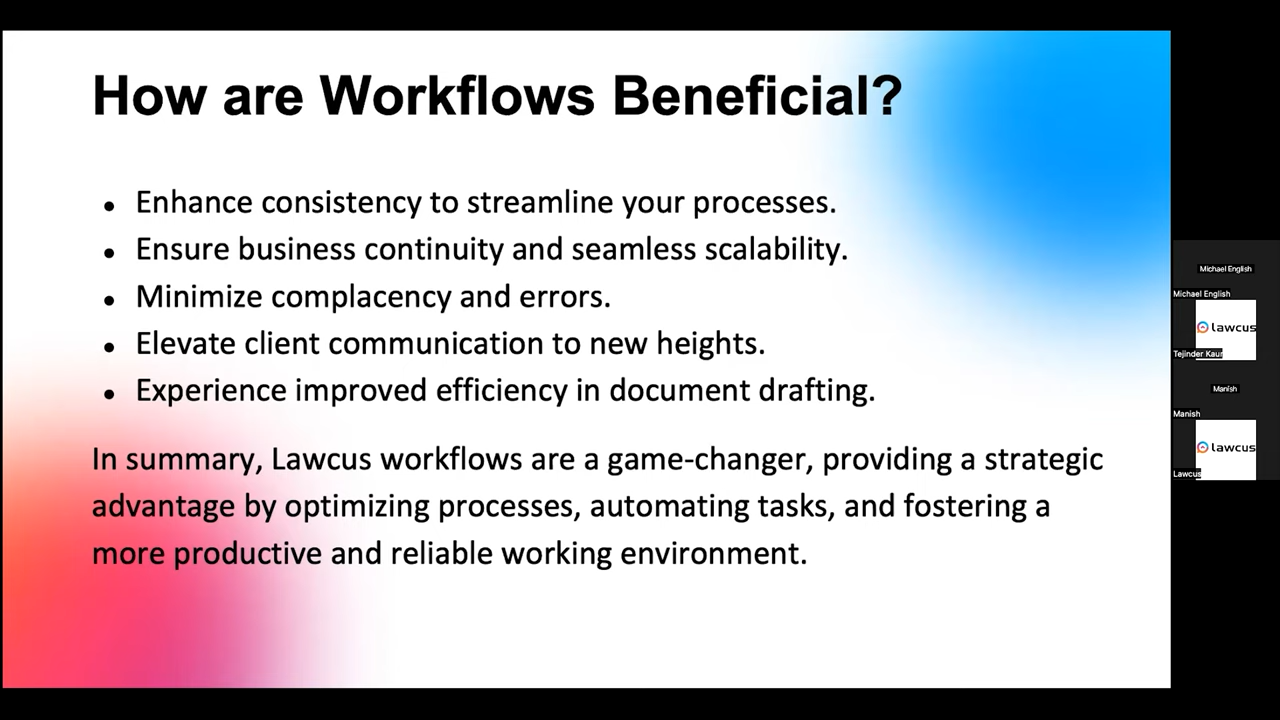 How are Workflows Beneficial?
• Enhance consistency to streamline your processes.
• Ensure business continuity and seamless scalability.
• Minimize complacency and errors.
• Elevate client communication to new heights.
• Experience improved efficiency in document drafting.
In summary, Lawcus workflows are a game-changer, providing a strategic
advantage by optimizing processes, automating tasks, and fostering a
more productive and reliable working environment.
Michael English
Michael English
lawcus
Tejinder Kaur
Manish
Manish
lawcus
Lawcus